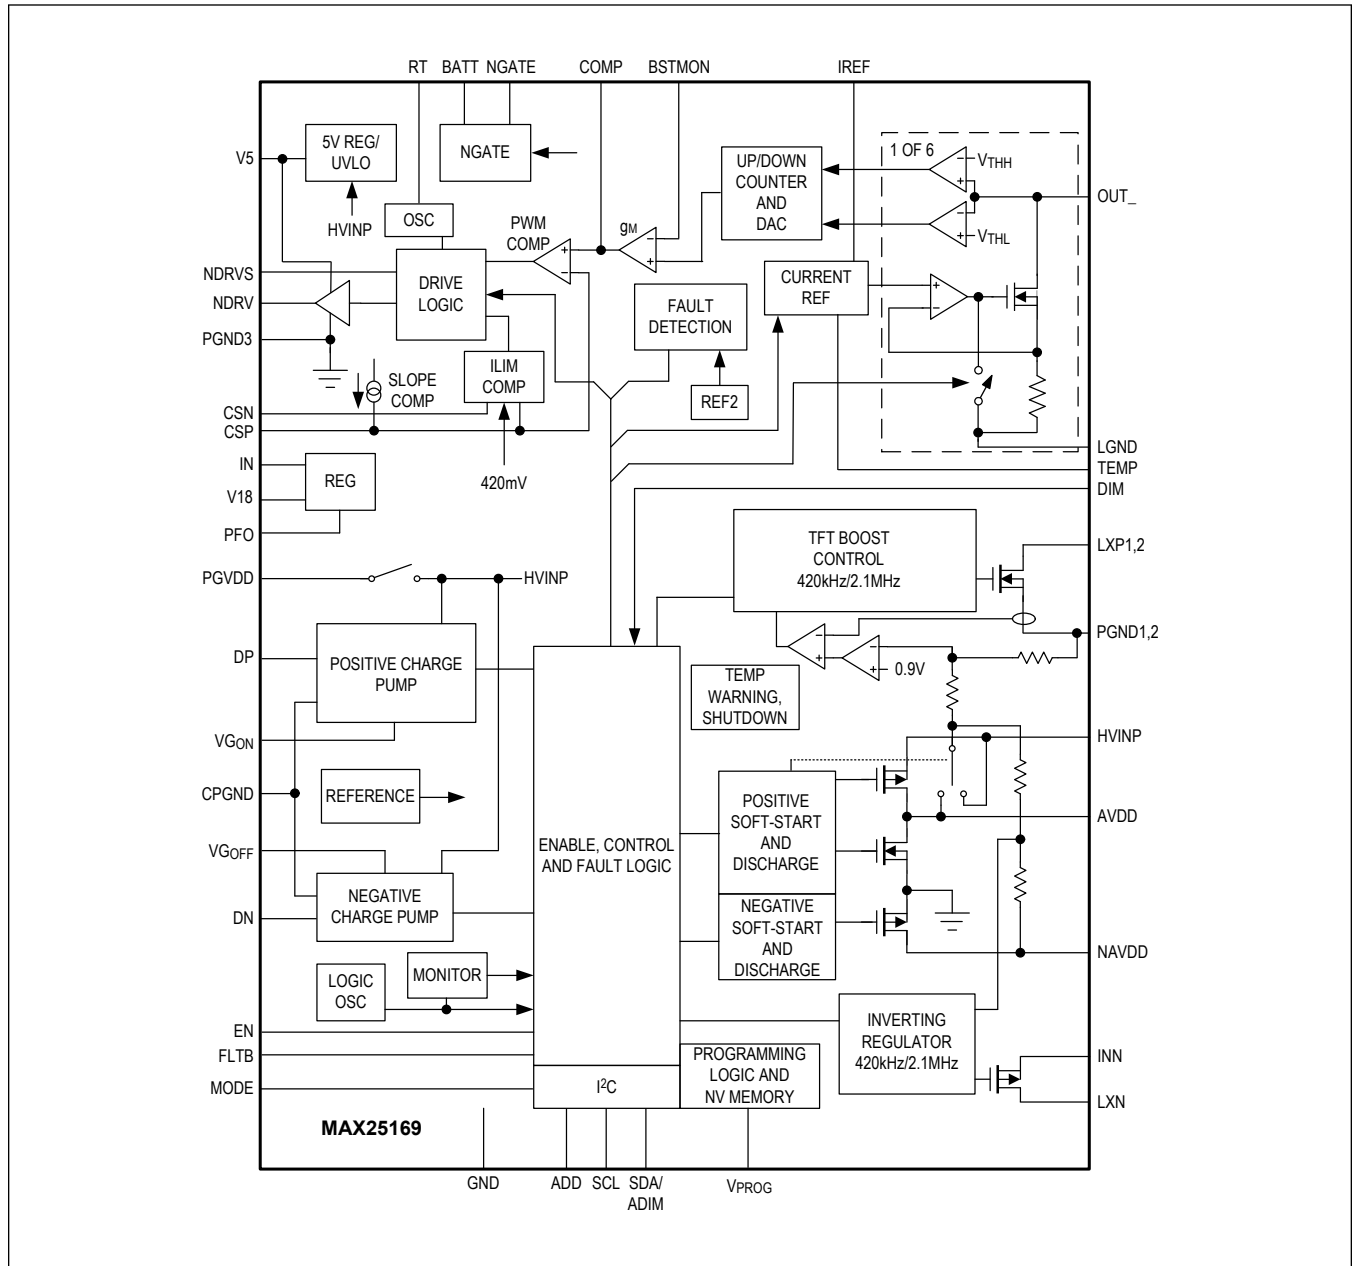 RT BATT NGATE COMP BSTMON IREF
V5
5V REG/
UVLO
HVINP
NGATE
OSC
PWM
COMP
gM
+
−
−
+
UP/DOWN
COUNTER
AND
DAC
1 OF 6
−
VTHH
+
−
+
VTHL
OUT_
NDRVS
NDRV
PGND3
DRIVE
LOGIC
FAULT
DETECTION
CURRENT
REF
+
−
ILIM
COMP
SLOPE
COMP
REF2
CSN
CSP
420mV
LGND
TEMP
DIM
IN
V18
PFO
REG
TFT BOOST
CONTROL
420kHz/2.1MHz
LXP1,2
PGVDD
HVINP
PGND1,2
−
+
−
+
0.9V
DP
POSITIVE CHARGE
PUMP
VGON
TEMP
WARNING,
SHUTDOWN
HVINP
CPGND
REFERENCE
AVDD
ENABLE, CONTROL
AND FAULT LOGIC
POSITIVE
SOFT-START
AND
DISCHARGE
VGOFF
DN
NEGATIVE
CHARGE PUMP
NEGATIVE
SOFT-START
AND
DISCHARGE
NAVDD
LOGIC
OSC
MONITOR
INVERTING
REGULATOR
420kHz/2.1MHz
EN
FLTB
MODE
I2C
PROGRAMMING
LOGIC AND
NV MEMORY
INN
LXN
MAX25169
GND ADD SCL SDA/
ADIM
VPROG